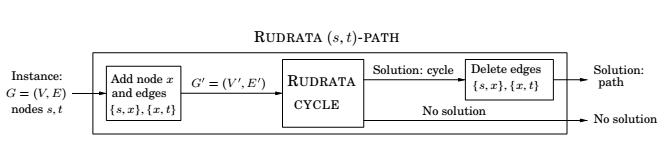 RUDRATA (s, t)-PATH
Instance:
G = (V, E)
nodes s, t
Add node x
and edges
{s, x}, {x, t}
G′ = (V′, E′)
RUDRATA
CYCLE
Solution: cycle
Delete edges
{s, x}, {x, t}
Solution:
path
No solution
No solution